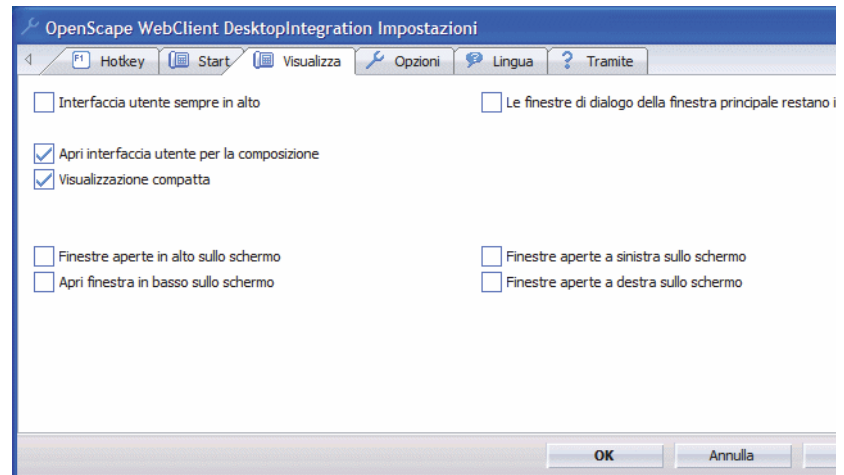 OpenScape WebClient DesktopIntegration Impostazioni
F1 Hotkey Start Visualizza Opzioni Lingua ? Tramite
Interfaccia utente sempre in alto Le finestre di dialogo della finestra principale restano i
Apri interfaccia utente per la composizione
Visualizzazione compatta
Finestre aperte in alto sullo schermo Finestre aperte a sinistra sullo schermo
Apri finestra in basso sullo schermo Finestre aperte a destra sullo schermo
OK Annulla